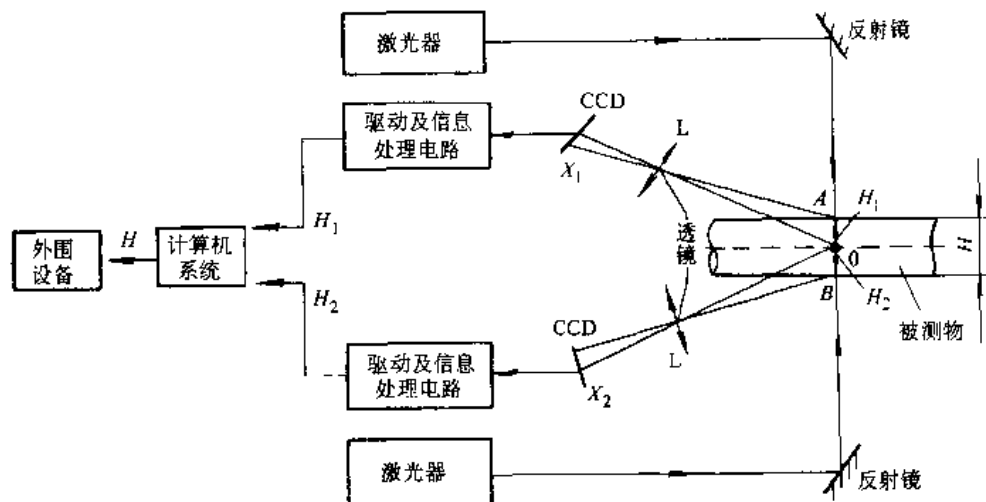 激光器
反射镜
CCD
L
驱动及信息
处理电路
X₁
A
H₁
H₁
透镜
H
外围
设备
H
计算机
系统
0
H₂
B
H₂
被测物
CCD
L
驱动及信息
处理电路
X₂
激光器
反射镜